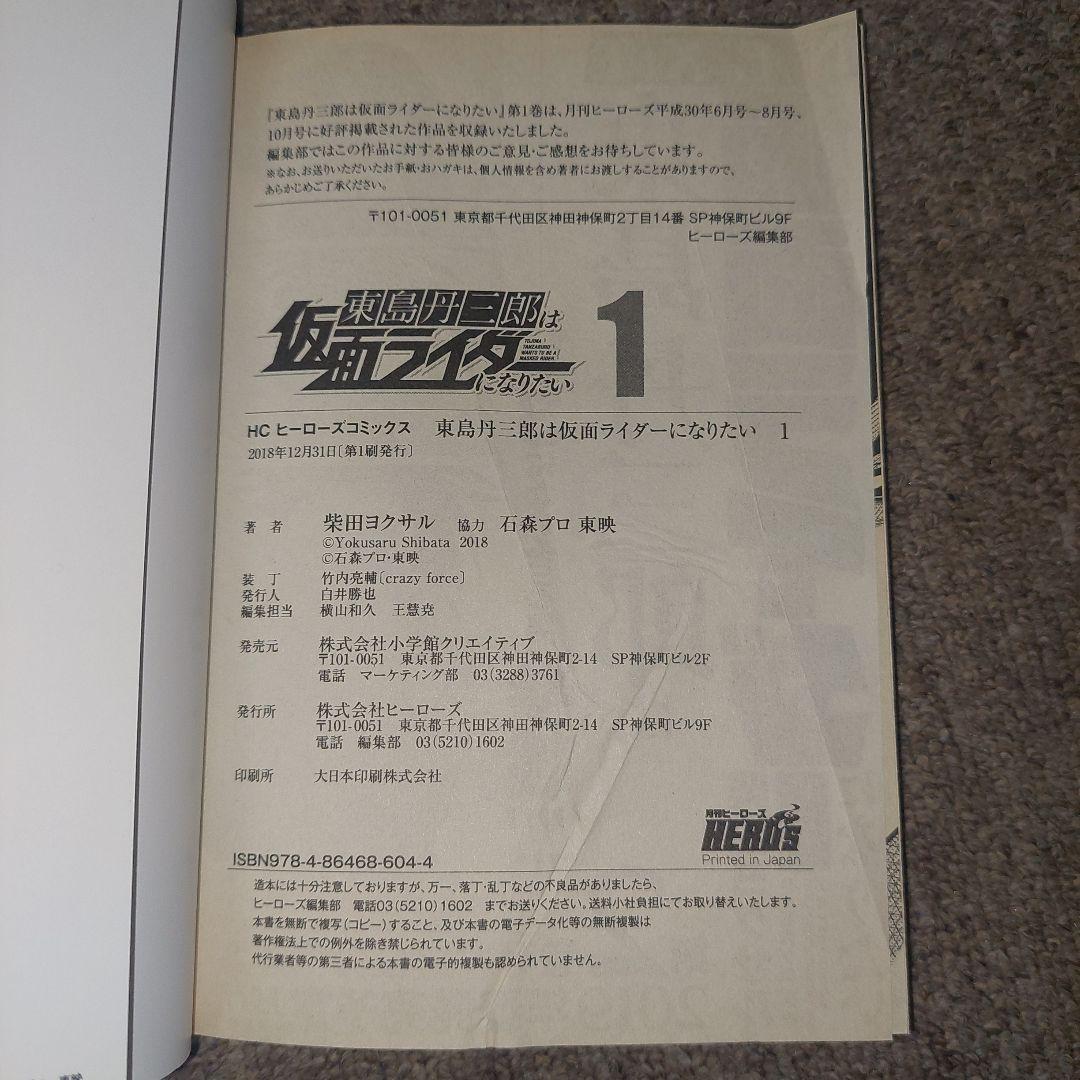 『東島丹三郎は仮面ライダーになりたい』第1巻は、月刊ヒーローズ平成30年6月号〜8月号、
10月号に好評掲載された作品を収録いたしました。
編集部ではこの作品に対する皆様のご意見・ご感想をお待ちしています。
※なお、お送りいただいたお手紙・おハガキは、個人情報を含め著者にお渡しすることがありますので、
あらかじめご了承ください。
〒101-0051 東京都千代田区神田神保町2丁目14番 SP神保町ビル9F
ヒーローズ編集部
東島丹三郎は
仮面ライダー
TOJIMA
TANZABURO
WANTS TO BE A
MASKED RIDER
になりたい
1
HC ヒーローズコミックス 東島丹三郎は仮面ライダーになりたい 1
2018年12月31日〔第1刷発行〕
著 者 柴田ヨクサル 協力 石森プロ 東映
©Yokusaru Shibata 2018
©石森プロ・東映
装 丁 竹内亮輔〔crazy force〕
発行人 白井勝也
編集担当 横山和久 王慧尭
発売元 株式会社小学館クリエイティブ
〒101-0051 東京都千代田区神田神保町2-14 SP神保町ビル2F
電話 マーケティング部 03(3288)3761
発行所 株式会社ヒーローズ
〒101-0051 東京都千代田区神田神保町2-14 SP神保町ビル9F
電話 編集部 03(5210)1602
印刷所 大日本印刷株式会社
月刊ヒーローズ
HERO'S
Printed in Japan
ISBN978-4-86468-604-4
造本には十分注意しておりますが、万一、落丁・乱丁などの不良品がありましたら、
ヒーローズ編集部 電話03(5210)1602 までお送りください。送料小社負担にてお取り替えいたします。
本書を無断で複写(コピー)すること、及び本書の電子データ化等の無断複製は
著作権法上での例外を除き禁じられています。
代行業者等の第三者による本書の電子的複製も認められていません。